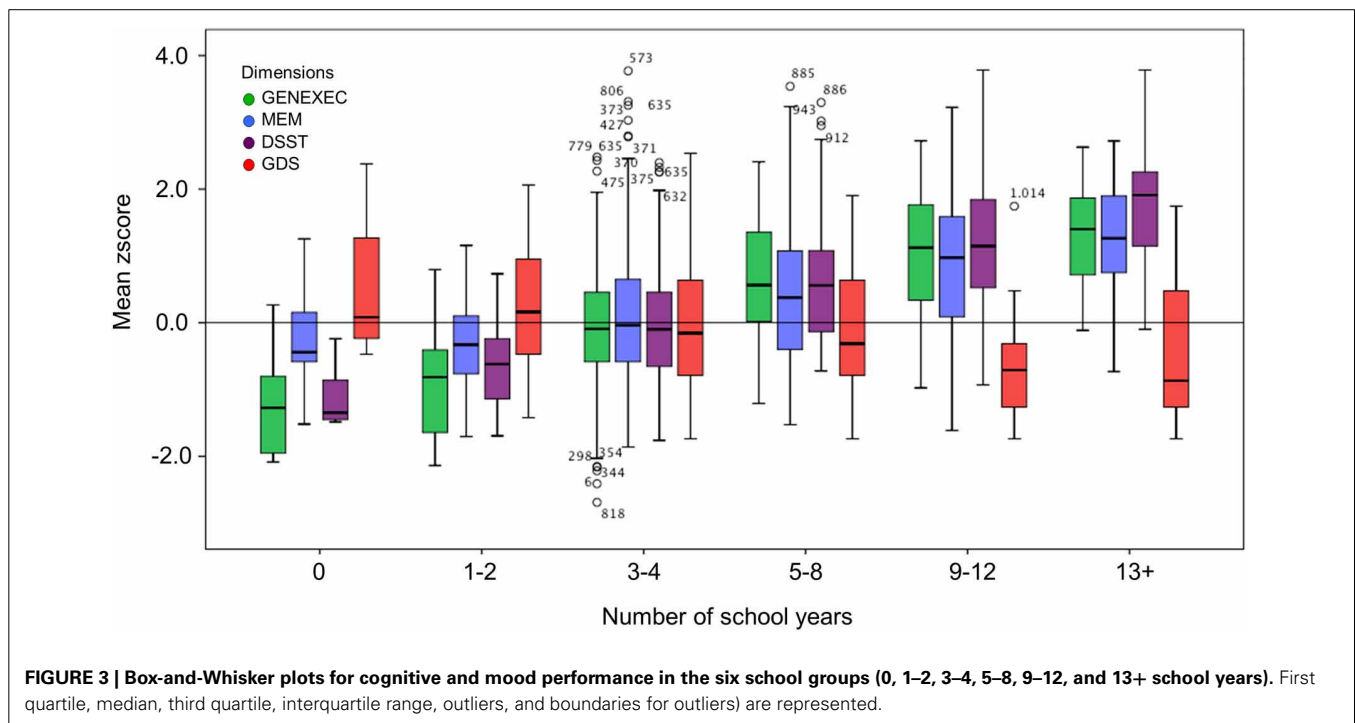 4.0
2.0
0.0
-2.0
Mean zscore
Dimensions
GENEXEC
MEM
DSST
GDS
573
806
373 635
427
779 635 371
370
475 375 635
632
298 354
6 344
818
885
943
886
912
1.014
0 1-2 3-4 5-8 9-12 13+
Number of school years
FIGURE 3 | Box-and-Whisker plots for cognitive and mood performance in the six school groups (0, 1–2, 3–4, 5–8, 9–12, and 13+ school years). First
quartile, median, third quartile, interquartile range, outliers, and boundaries for outliers) are represented.